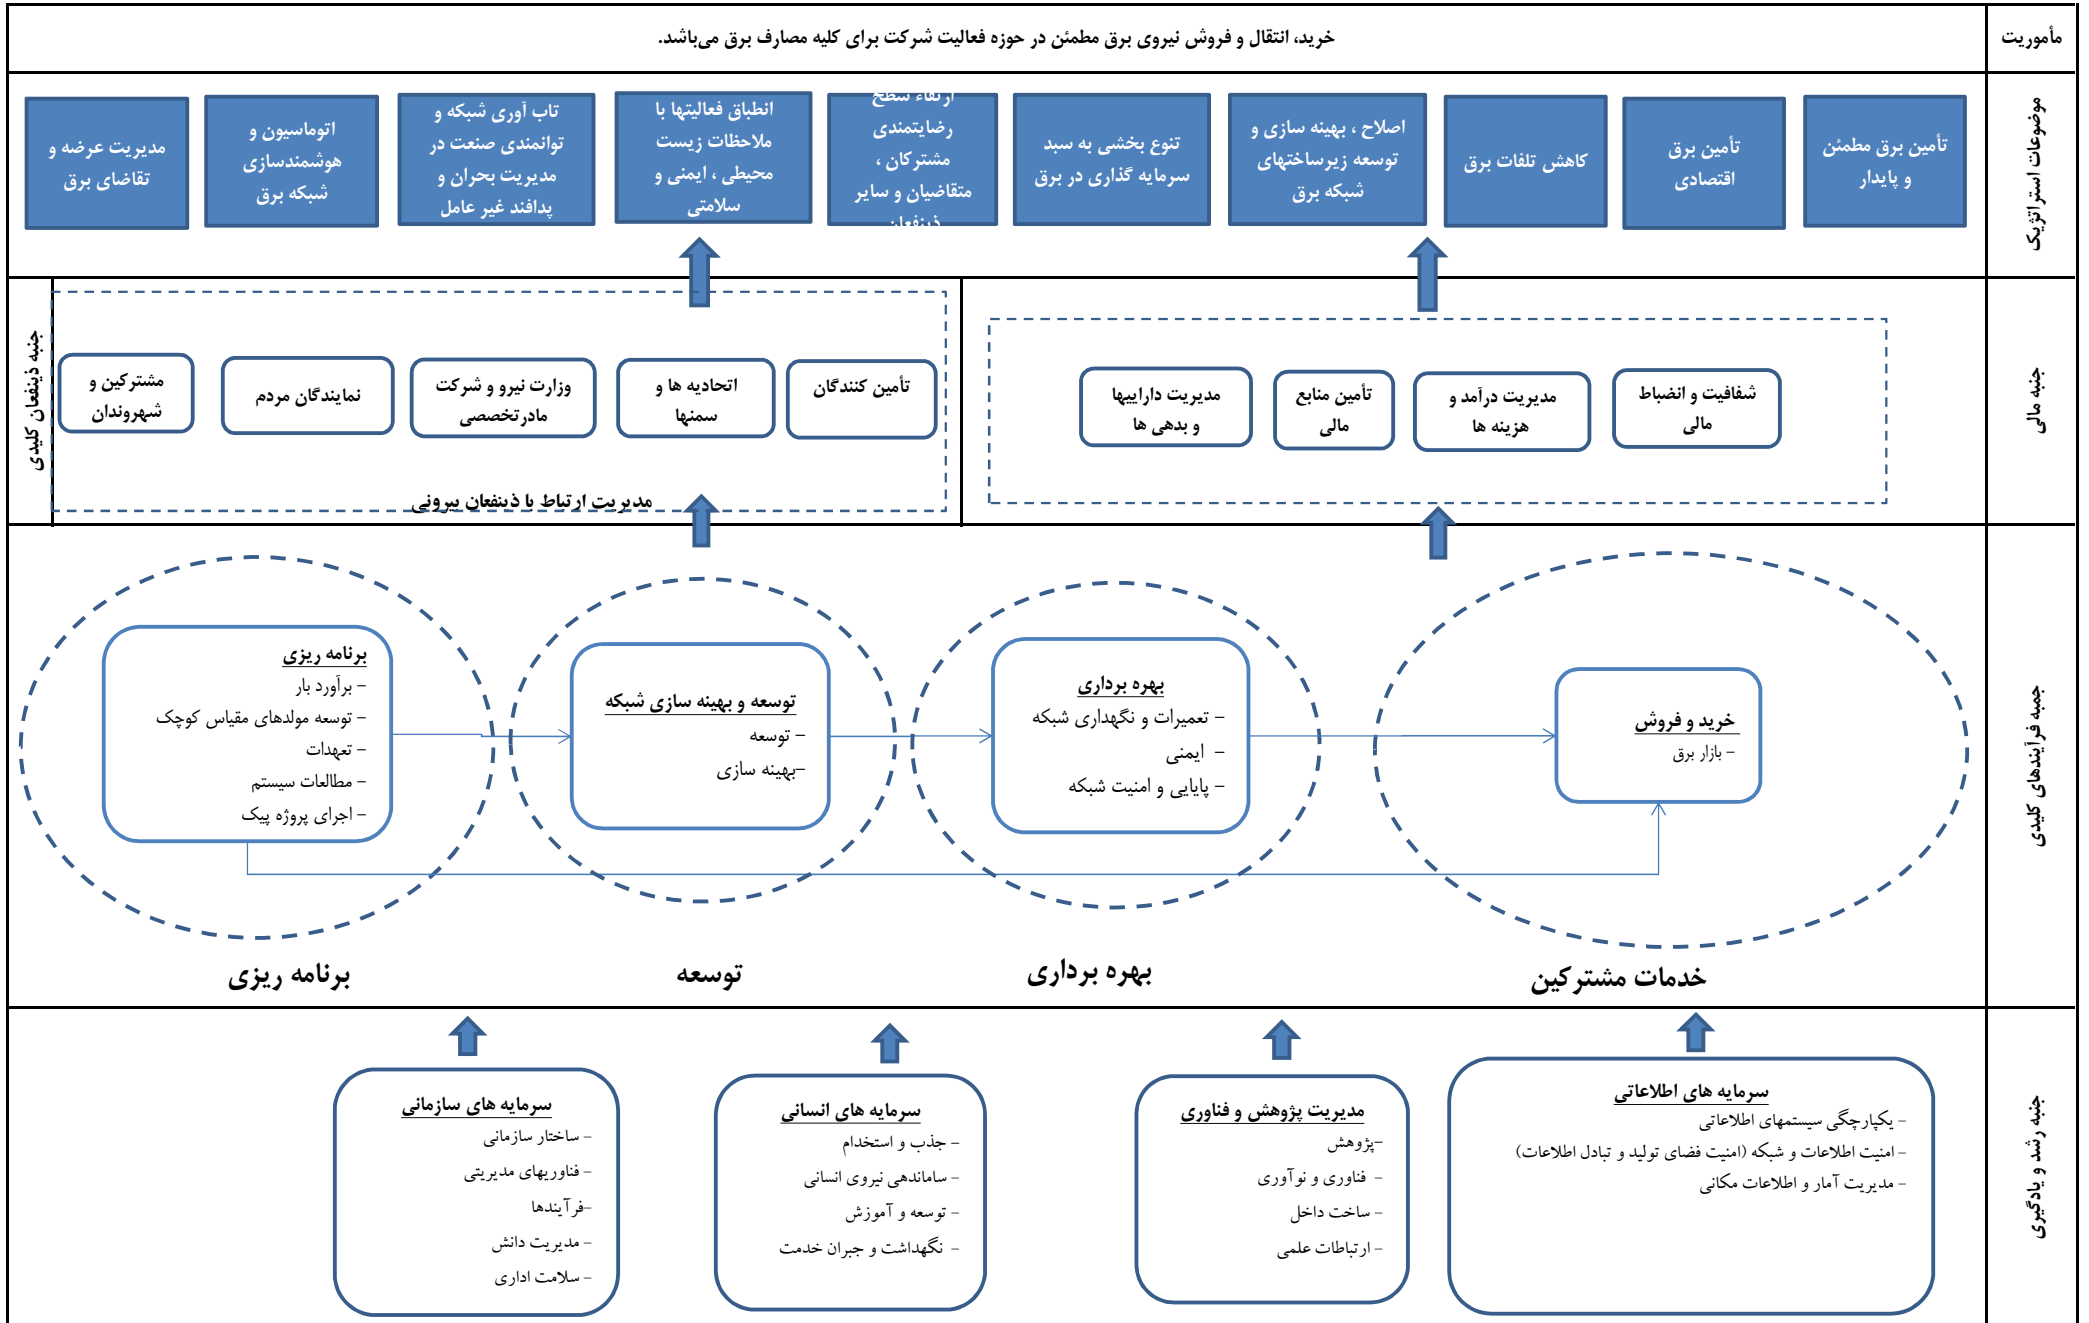 مأموریت
خرید، انتقال و فروش نیروی برق مطمئن در حوزه فعالیت شرکت برای کلیه مصارف برق می‌باشد.
موضوعات استراتژیک
تأمین برق مطمئن
و پایدار
تأمین برق
اقتصادی
کاهش تلفات برق
اصلاح ، بهینه سازی و
توسعه زیرساختهای
شبکه برق
تنوع بخشی به سبد
سرمایه گذاری در برق
ارتقاء سطح
رضایتمندی
مشترکان ،
متقاضیان و سایر
ذینفعان
انطباق فعالیتها با
ملاحظات زیست
محیطی ، ایمنی و
سلامتی
تاب آوری شبکه و
توانمندی صنعت در
مدیریت بحران و
پدافند غیر عامل
اتوماسیون و
هوشمندسازی
شبکه برق
مدیریت عرضه و
تقاضای برق
جنبه مالی
شفافیت و انضباط
مالی
مدیریت درآمد و
هزینه ها
تأمین منابع
مالی
مدیریت داراییها
و بدهی ها
جنبه ذینفعان کلیدی
تأمین کنندگان
اتحادیه ها و
سمنها
وزارت نیرو و شرکت
مادرتخصصی
نمایندگان مردم
مشترکین و
شهروندان
مدیریت ارتباط با ذینفعان بیرونی
جمبه فرآیندهای کلیدی
خرید و فروش
- بازار برق
بهره برداری
- تعمیرات و نگهداری شبکه
- ایمنی
- پایایی و امنیت شبکه
توسعه و بهینه سازی شبکه
- توسعه
-بهینه سازی
برنامه ریزی
- برآورد بار
- توسعه مولدهای مقیاس کوچک
- تعهدات
- مطالعات سیستم
- اجرای پروژه پیک
خدمات مشترکین
بهره برداری
توسعه
برنامه ریزی
جنبه رشد و یادگیری
سرمایه های اطلاعاتی
- یکپارچگی سیستمهای اطلاعاتی
- امنیت اطلاعات و شبکه (امنیت فضای تولید و تبادل اطلاعات)
- مدیریت آمار و اطلاعات مکانی
مدیریت پژوهش و فناوری
-پژوهش
- فناوری و نوآوری
- ساخت داخل
- ارتباطات علمی
سرمایه های انسانی
- جذب و استخدام
- ساماندهی نیروی انسانی
- توسعه و آموزش
- نگهداشت و جبران خدمت
سرمایه های سازمانی
- ساختار سازمانی
- فناوریهای مدیریتی
-فرآیندها
- مدیریت دانش
- سلامت اداری